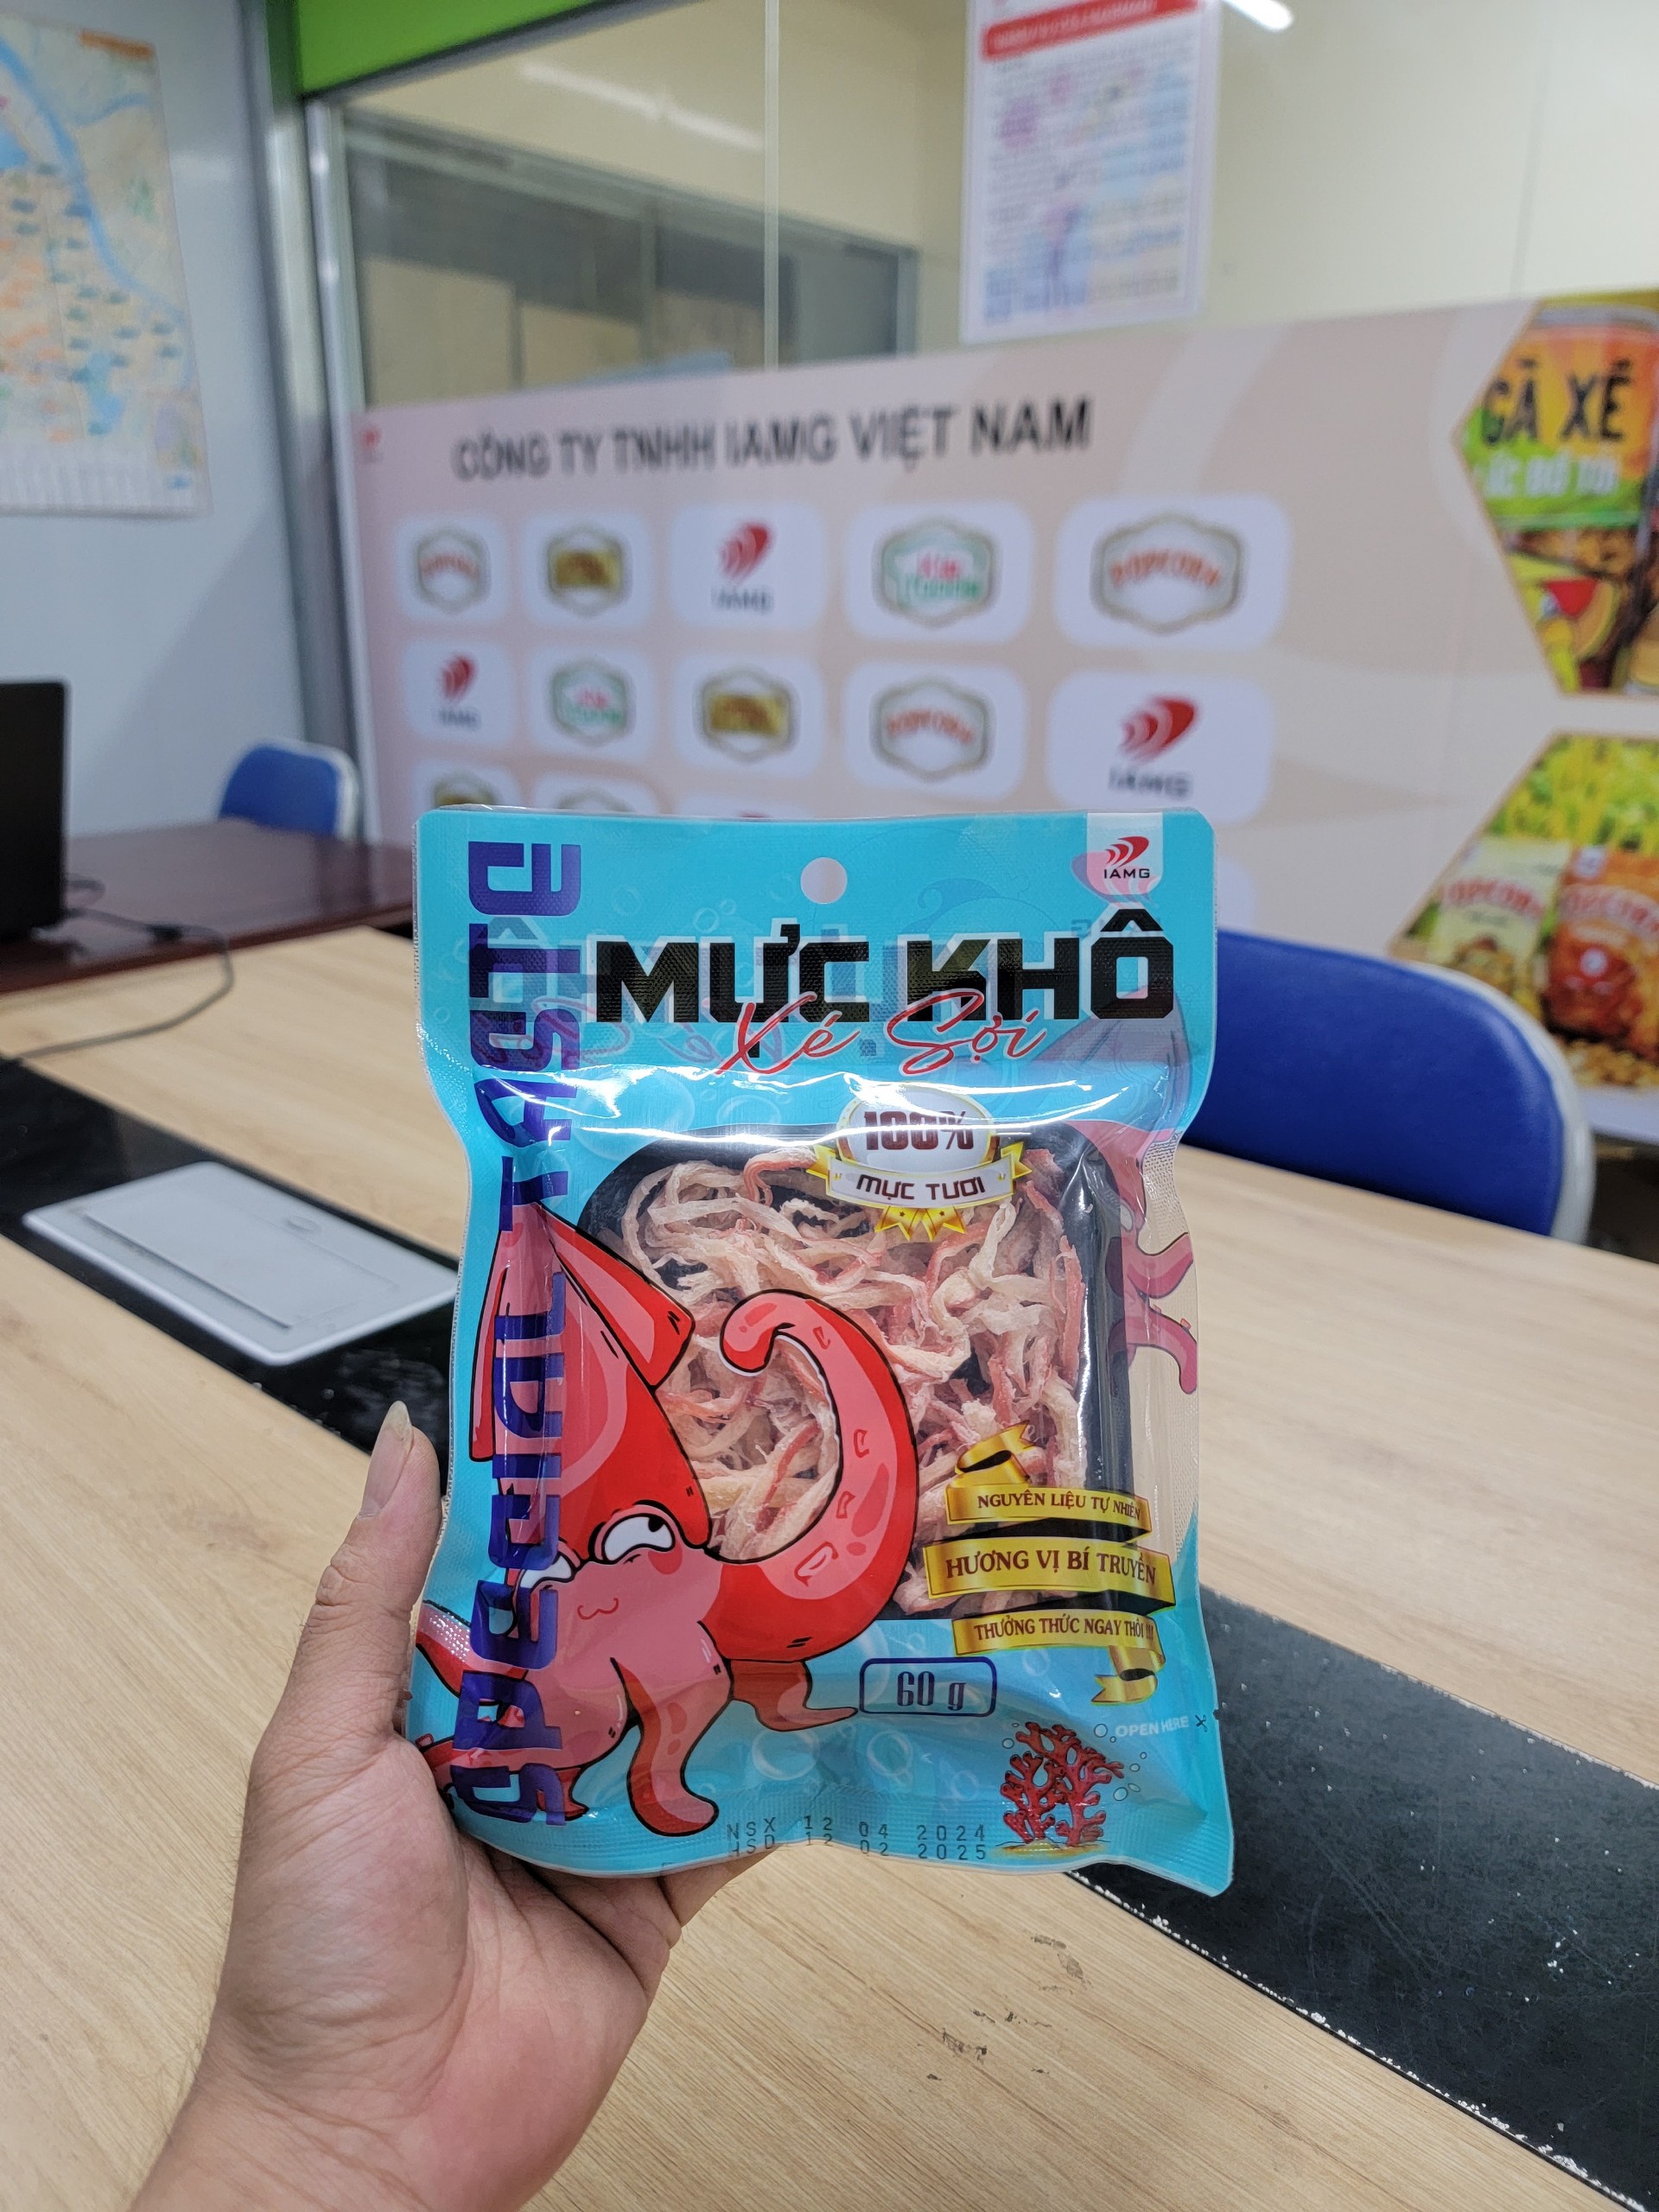 CÔNG TY TNHH IAMG VIỆT NAM
GÀ XÉ
POPCORN
IAMG
IAMG
POPCORN
IAMG
IAMG
SPECIAL TASTE
MỰC KHÔ
Xé Sợi
100%
MỰC TƯƠI
NGUYÊN LIỆU TỰ NHIÊN
HƯƠNG VỊ BÍ TRUYỀN
THƯỞNG THỨC NGAY THÔI !!!
60 g
OPEN HERE
NSX 12 04 2024
HSD 12 02 2025